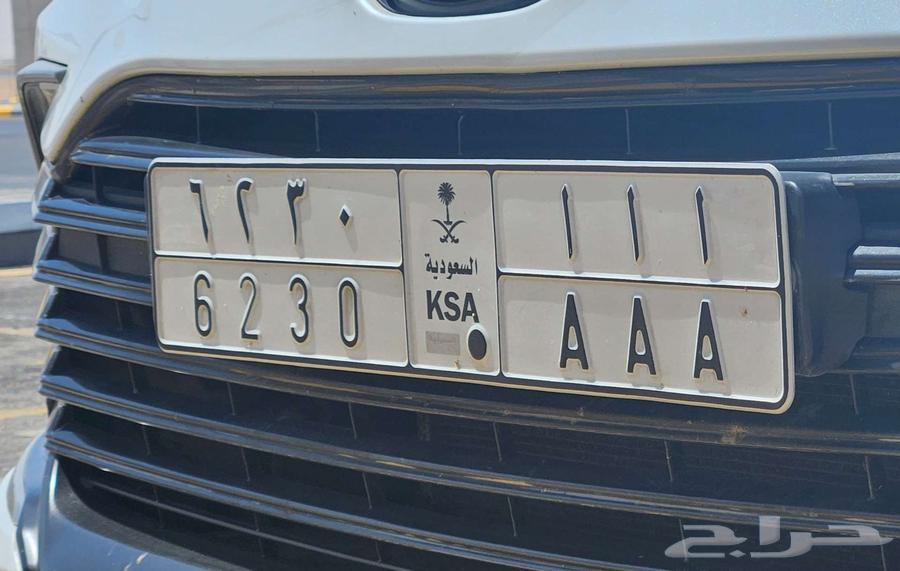 ٦٢٣٠
ا ا ا
السعودية
6230
KSA
A A A
حراج